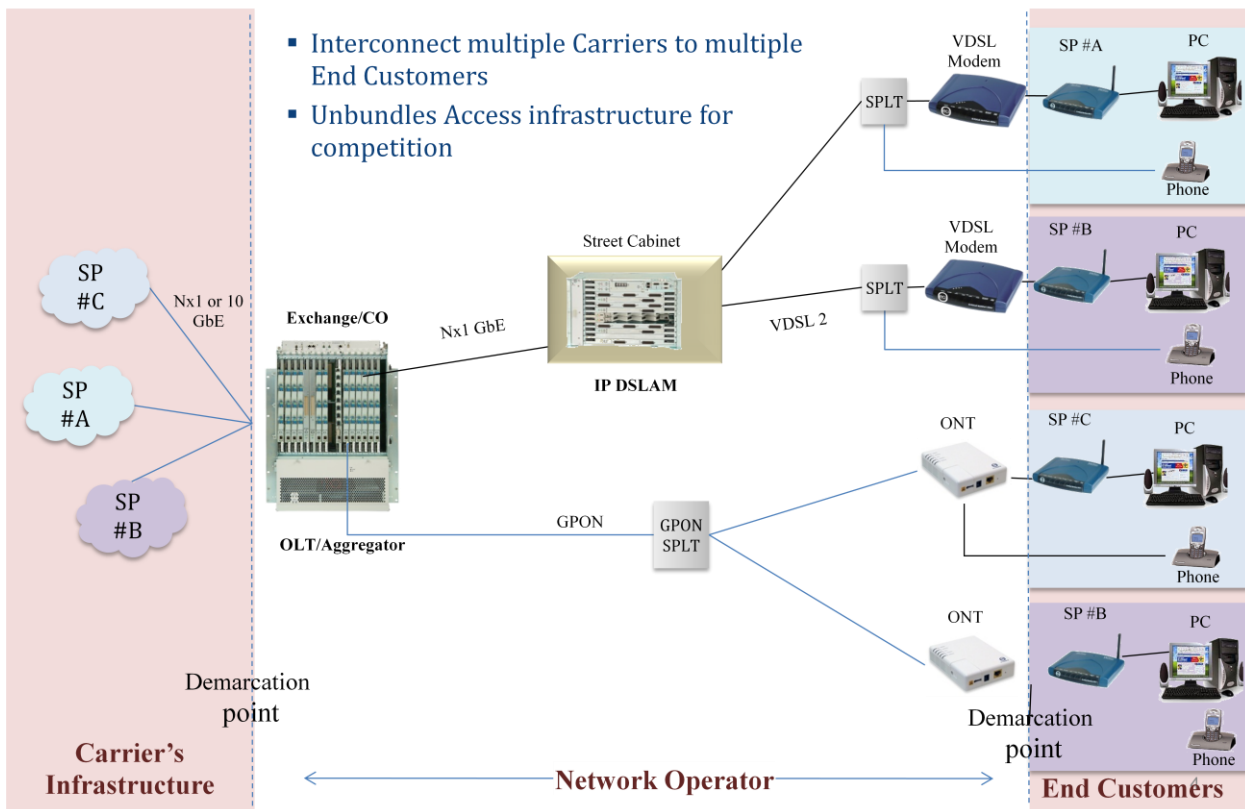 ▪ Interconnect multiple Carriers to multiple
End Customers
▪ Unbundles Access infrastructure for
competition
VDSL
Modem
SP #A
PC
SPLT
Phone
Street Cabinet
VDSL
Modem
SP #B
PC
SPLT
VDSL 2
Phone
SP
#C
Nx1 or 10
GbE
Exchange/CO
Nx1 GbE
IP DSLAM
SP
#A
SP
#B
ONT
SP #C
PC
GPON
GPON
SPLT
OLT/Aggregator
Phone
ONT
SP #B
PC
Phone
Demarcation
point
Demarcation
point
Carrier's
Infrastructure
Network Operator
End Customers
4